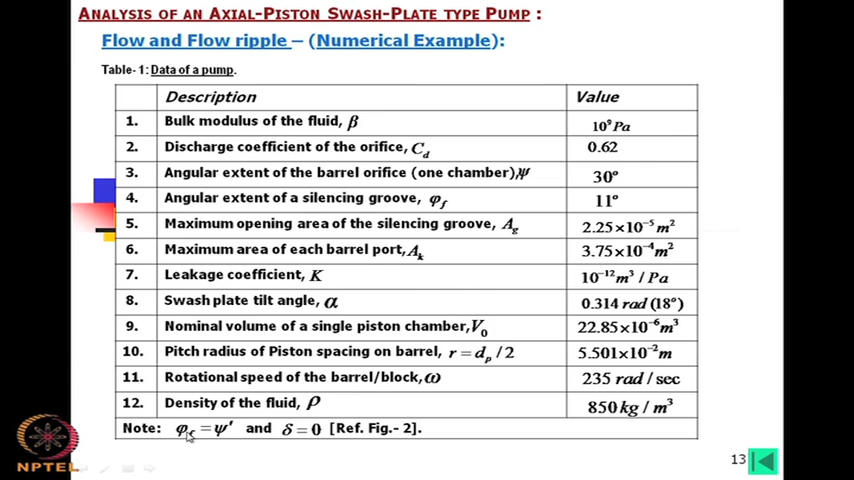 ANALYSIS OF AN AXIAL-PISTON SWASH-PLATE TYPE PUMP :
Flow and Flow ripple – (Numerical Example):
Table- 1: Data of a pump.
Description Value
1. Bulk modulus of the fluid, β 10⁹ Pa
2. Discharge coefficient of the orifice, C_d 0.62
3. Angular extent of the barrel orifice (one chamber),ψ 30°
4. Angular extent of a silencing groove, φ_f 11°
5. Maximum opening area of the silencing groove, A_g 2.25×10⁻⁵ m²
6. Maximum area of each barrel port, A_k 3.75×10⁻⁴ m²
7. Leakage coefficient, K 10⁻¹² m³ / Pa
8. Swash plate tilt angle, α 0.314 rad (18°)
9. Nominal volume of a single piston chamber, V₀ 22.85×10⁻⁶ m³
10. Pitch radius of Piston spacing on barrel, r = d_p / 2 5.501×10⁻² m
11. Rotational speed of the barrel/block, ω 235 rad / sec
12. Density of the fluid, ρ 850 kg / m³
Note: φ_f = ψ′ and δ = 0 [Ref. Fig.- 2].
13
NPTEL